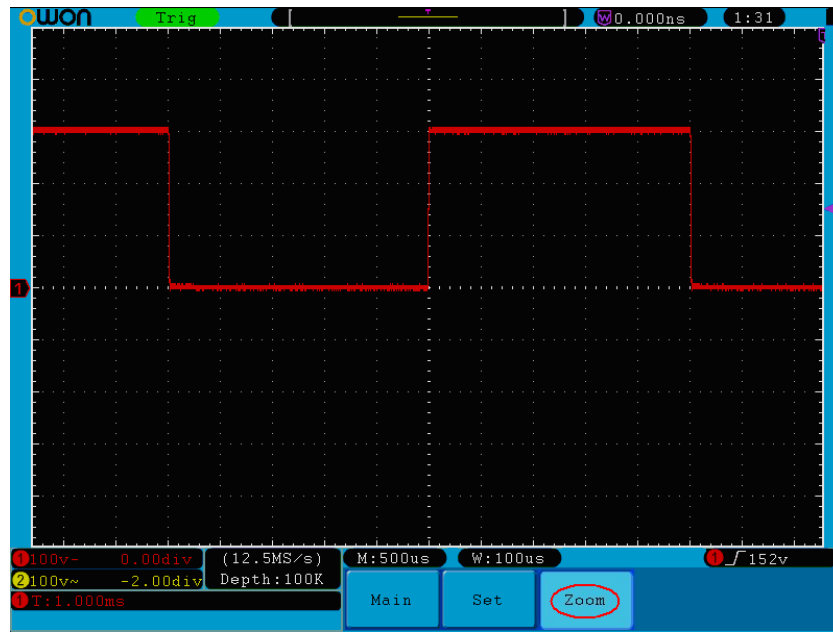 owon Trig [ T ] W 0.000ns 1:31
T
1
1 100v- 0.00div (12.5MS/s) M:500us W:100us 1 152v
2 100v~ -2.00div Depth:100K
1 T:1.000ms Main Set Zoom